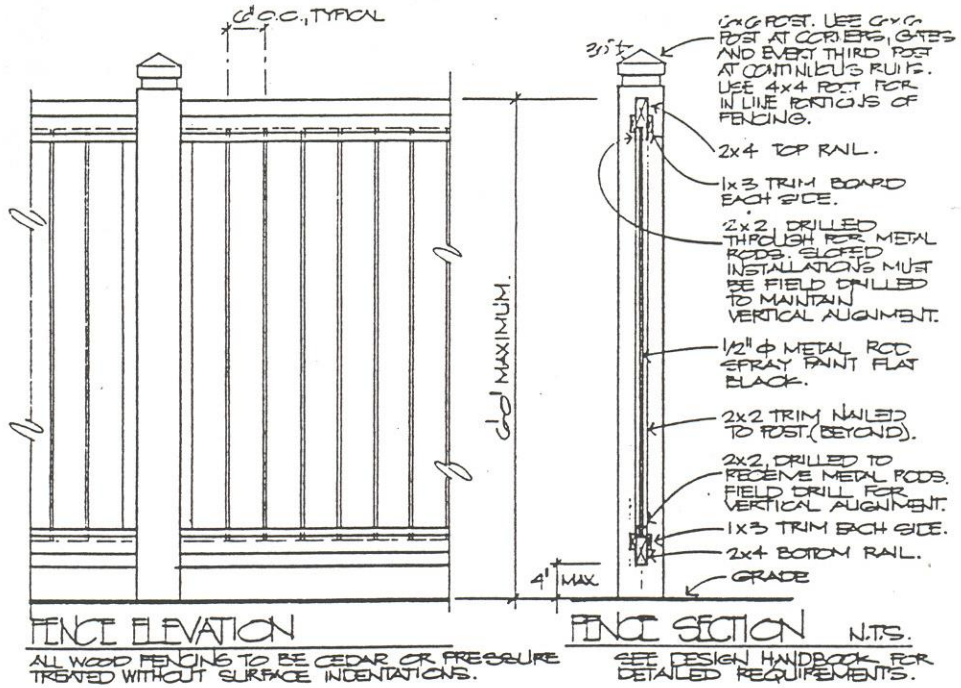 6" O.C., TYPICAL
6x6 POST. USE 6x6
POST AT CORNERS, GATES
AND EVERY THIRD POST
AT CONTINUOUS RUNS.
USE 4x4 POST FOR
IN LINE PORTIONS OF
FENCING.
2x4 TOP RAIL.
1x3 TRIM BOARD
EACH SIDE.
2x2, DRILLED
THROUGH FOR METAL
RODS. SLOPED
INSTALLATIONS MUST
BE FIELD DRILLED
TO MAINTAIN
VERTICAL ALIGNMENT.
6'-0" MAXIMUM.
1/2" Φ METAL ROD
SPRAY PAINT FLAT
BLACK.
2x2 TRIM NAILED
TO POST. (BEYOND).
2x2, DRILLED TO
RECEIVE METAL RODS.
FIELD DRILL FOR
VERTICAL ALIGNMENT.
1x3 TRIM EACH SIDE.
2x4 BOTTOM RAIL.
4" MAX.
GRADE
FENCE ELEVATION
ALL WOOD FENCING TO BE CEDAR OR PRESSURE
TREATED WITHOUT SURFACE INDENTATIONS.
FENCE SECTION N.T.S.
SEE DESIGN HANDBOOK FOR
DETAILED REQUIREMENTS.